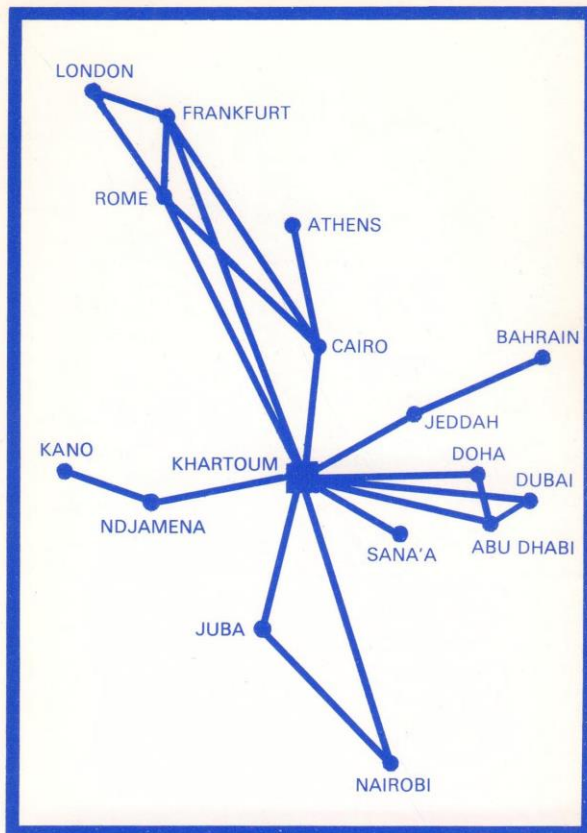 LONDON
FRANKFURT
ROME
ATHENS
CAIRO
BAHRAIN
JEDDAH
KANO
KHARTOUM
DOHA
DUBAI
NDJAMENA
SANA'A
ABU DHABI
JUBA
NAIROBI